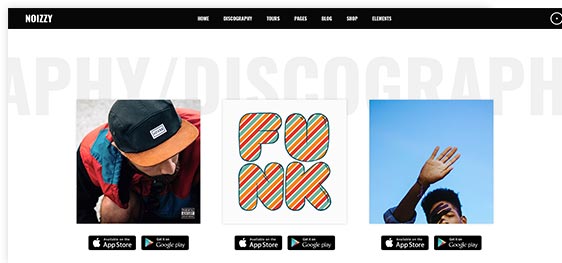 NOIZZY HOME DISCOGRAPHY TOURS PAGES BLOG SHOP ELEMENTS
APHY/DISCOGRAPH
FU
NK
Available on the App Store Get it on Google play Available on the App Store Get it on Google play Available on the App Store Get it on Google play